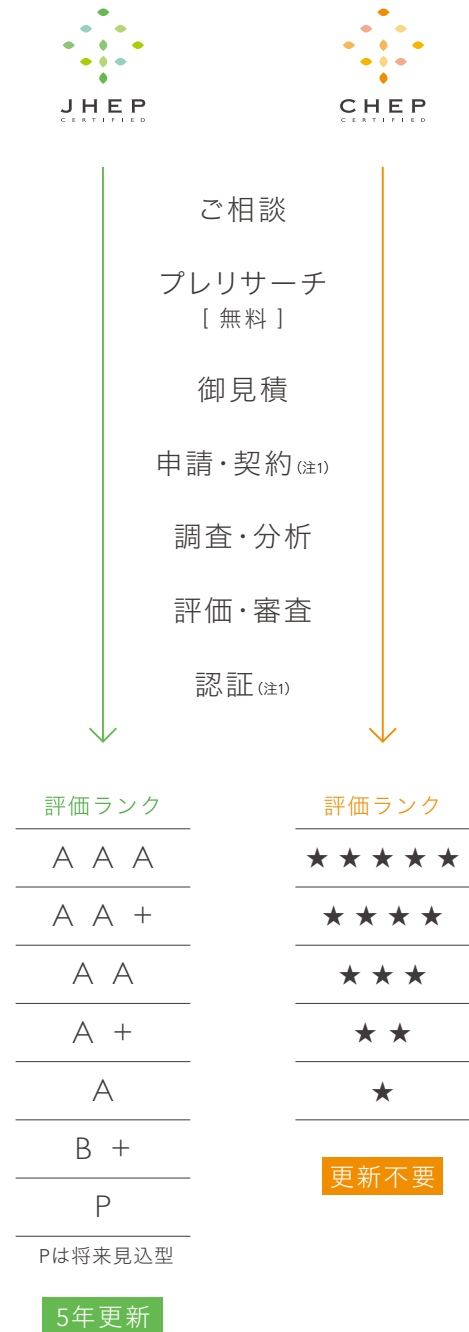 JHEP
CERTIFIED
CHEP
CERTIFIED
ご相談
プレリサーチ
[ 無料 ]
御見積
申請・契約(注1)
調査・分析
評価・審査
認証(注1)
評価ランク
A A A
A A +
A A
A +
A
B +
P
Pは将来見込型
5年更新
評価ランク
★ ★ ★ ★ ★
★ ★ ★ ★
★ ★ ★
★ ★
★
更新不要